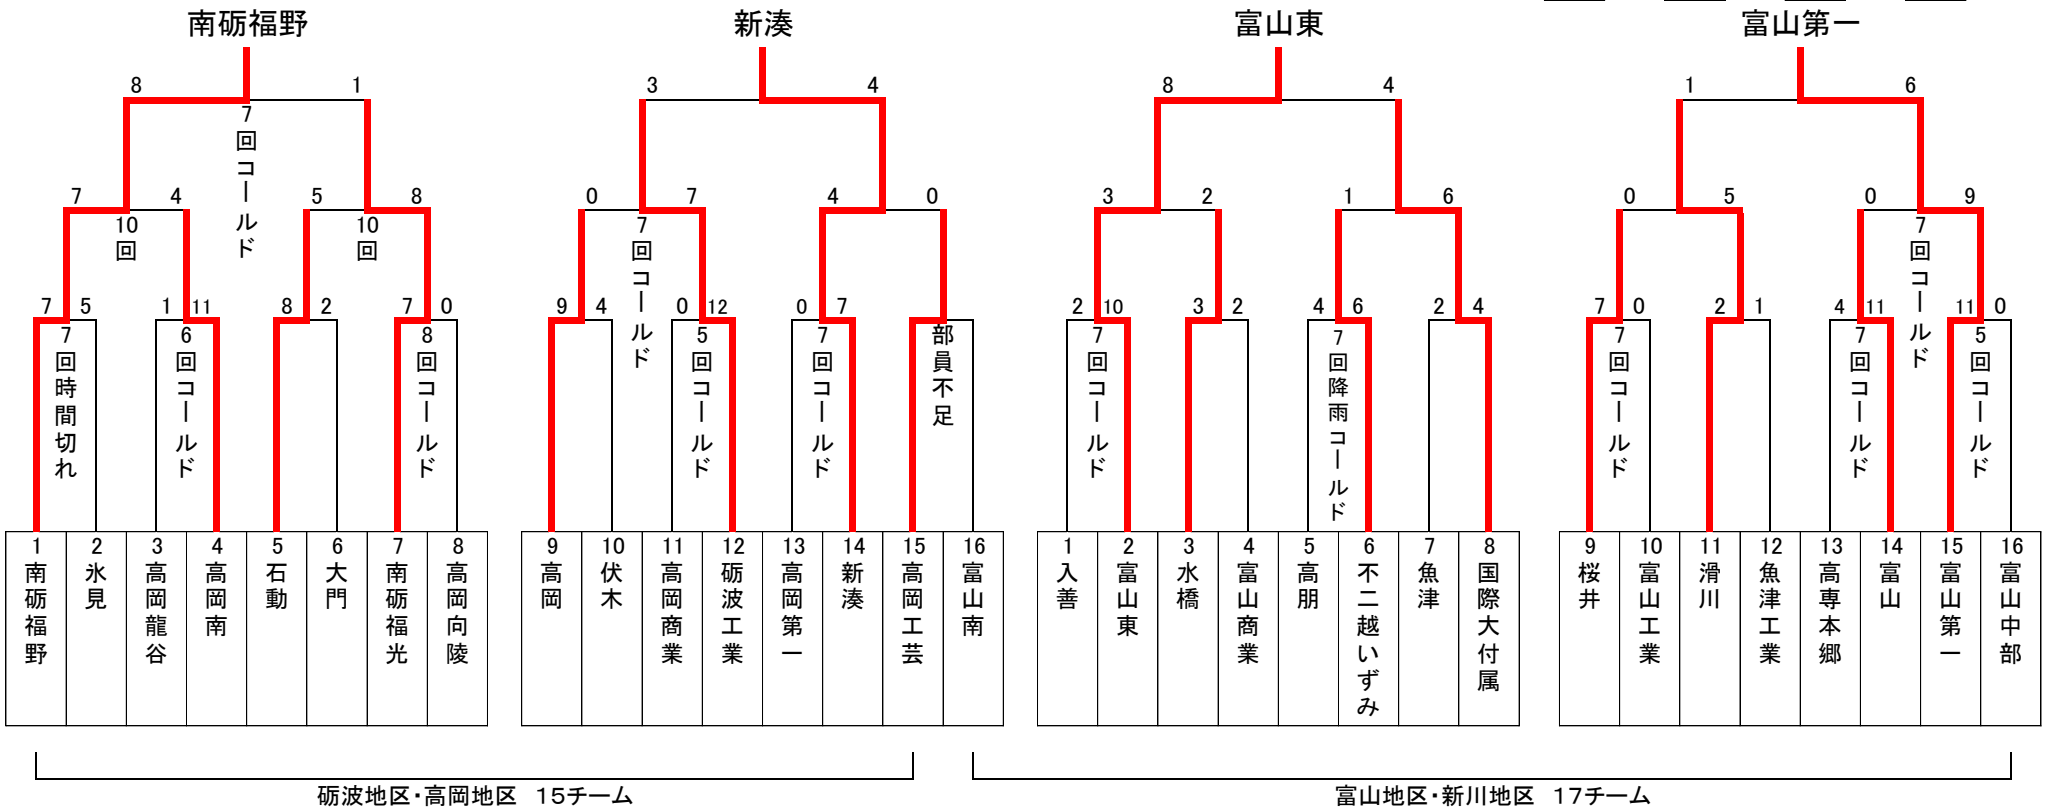 南砺福野 新湊 富山東 富山第一
8 1 3 4 8 4 1 6
7回コールド
7 4 5 8 0 7 4 0 3 2 1 6 0 5 0 9
10回 10回 7回コールド 7回コールド
7 5 1 11 8 2 7 0 9 4 0 12 0 7 2 10 3 2 4 6 2 4 7 0 2 1 4 11 11 0
7回時間切れ 6回コールド 8回コールド 5回コールド 7回コールド 部員不足 7回コールド 7回降雨コールド 7回コールド 7回コールド 5回コールド
1 南砺福野
2 氷見
3 高岡龍谷
4 高岡南
5 石動
6 大門
7 南砺福光
8 高岡向陵
9 高岡
10 伏木
11 高岡商業
12 砺波工業
13 高岡第一
14 新湊
15 高岡工芸
16 富山南
1 入善
2 富山東
3 水橋
4 富山商業
5 高朋
6 不二越いずみ
7 魚津
8 国際大付属
9 桜井
10 富山工業
11 滑川
12 魚津工業
13 高専本郷
14 富山
15 富山第一
16 富山中部
砺波地区・高岡地区 15チーム
富山地区・新川地区 17チーム